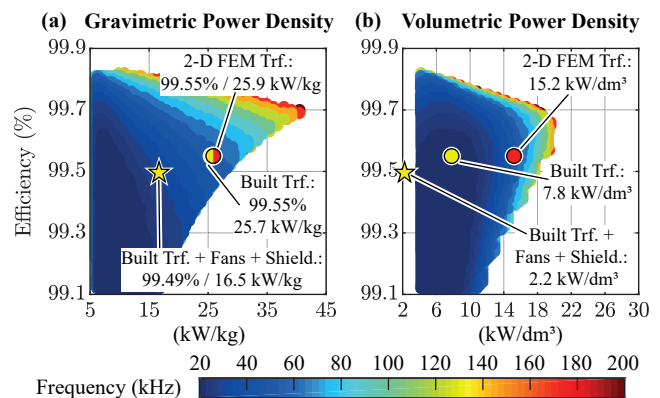 (a) Gravimetric Power Density
99.9
99.7
99.5
99.3
99.1
Efficiency (%)
2-D FEM Trf.:
99.55% / 25.9 kW/kg
Built Trf.:
99.55%
25.7 kW/kg
Built Trf. + Fans + Shield.:
99.49% / 16.5 kW/kg
5 15 25 35 45
(kW/kg)
(b) Volumetric Power Density
99.9
99.7
99.5
99.3
99.1
2-D FEM Trf.:
15.2 kW/dm³
Built Trf.:
7.8 kW/dm³
Built Trf. +
Fans + Shield.:
2.2 kW/dm³
2 6 10 14 18 22 26 30
(kW/dm³)
Frequency (kHz)
20 40 60 80 100 120 140 160 180 200